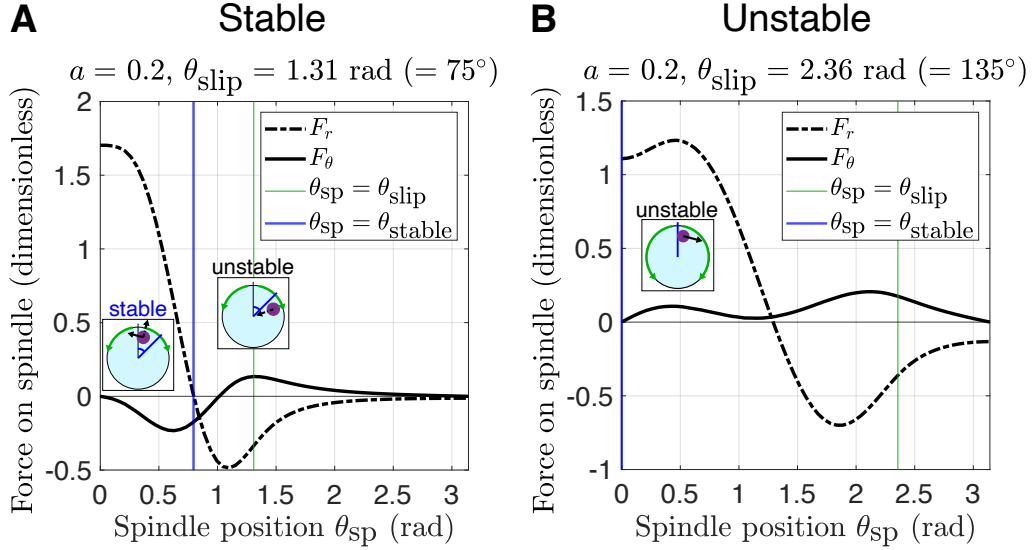 A Stable
a = 0.2, θslip = 1.31 rad (= 75°)
Force on spindle (dimensionless)
2
1.5
1
0.5
0
-0.5
Fr
Fθ
θsp = θslip
θsp = θstable
stable
unstable
0 0.5 1 1.5 2 2.5 3
Spindle position θsp (rad)
B Unstable
a = 0.2, θslip = 2.36 rad (= 135°)
Force on spindle (dimensionless)
1.5
1
0.5
0
-0.5
-1
Fr
Fθ
θsp = θslip
θsp = θstable
unstable
0 0.5 1 1.5 2 2.5 3
Spindle position θsp (rad)